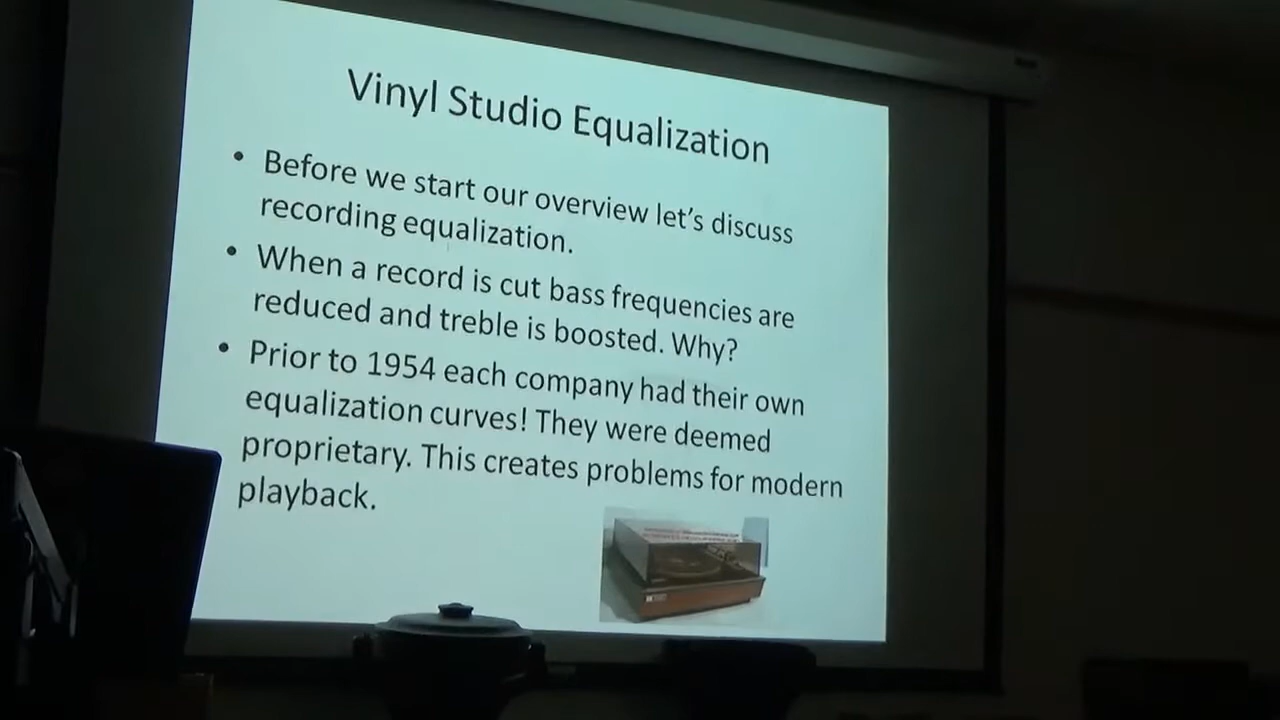 Vinyl Studio Equalization
• Before we start our overview let's discuss
recording equalization.
• When a record is cut bass frequencies are
reduced and treble is boosted. Why?
• Prior to 1954 each company had their own
equalization curves! They were deemed
proprietary. This creates problems for modern
playback.